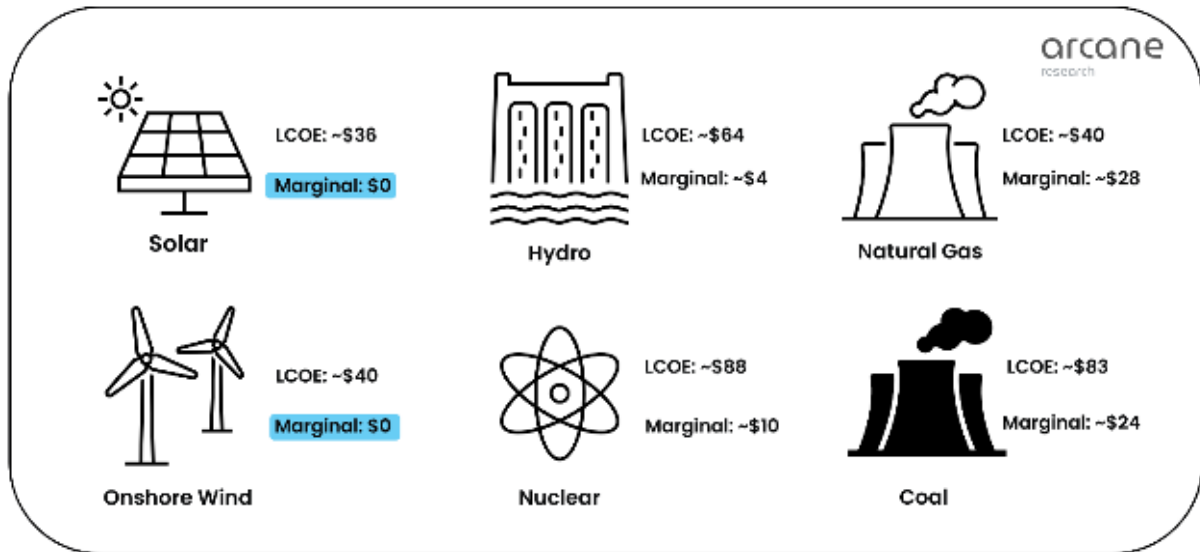 arcane
research
LCOE: ~$36
Marginal: $0
Solar
LCOE: ~$64
Marginal: ~$4
Hydro
LCOE: ~$40
Marginal: ~$28
Natural Gas
LCOE: ~$40
Marginal: $0
Onshore Wind
LCOE: ~$88
Marginal: ~$10
Nuclear
LCOE: ~$83
Marginal: ~$24
Coal